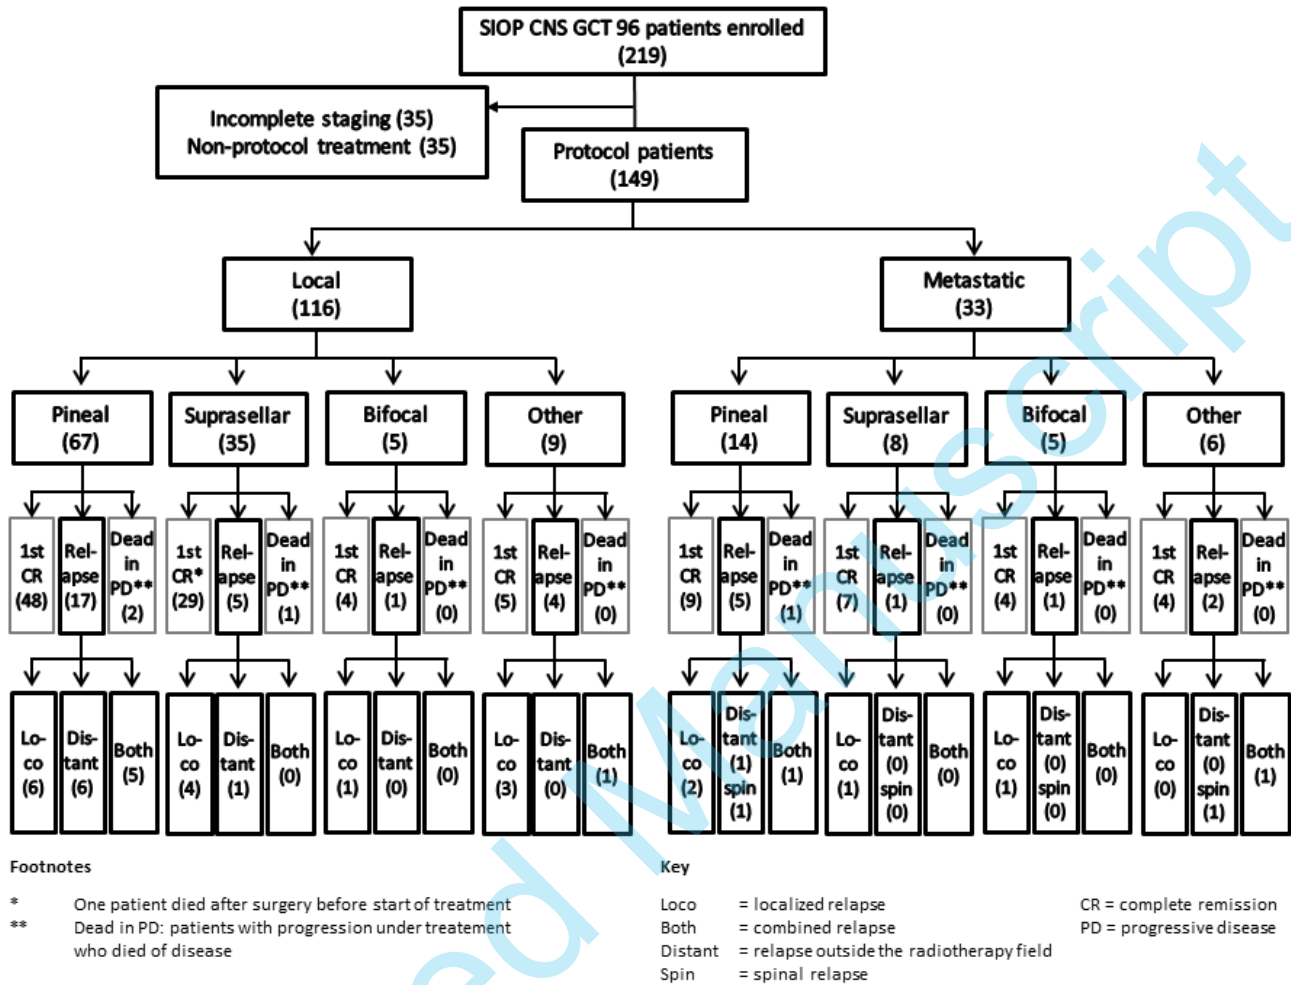 SIOP CNS GCT 96 patients enrolled
(219)
Incomplete staging (35)
Non-protocol treatment (35)
Protocol patients
(149)
Local
(116)
Metastatic
(33)
Pineal
(67)
Suprasellar
(35)
Bifocal
(5)
Other
(9)
Pineal
(14)
Suprasellar
(8)
Bifocal
(5)
Other
(6)
1st
CR
(48)
Rel-
apse
(17)
Dead
in
PD**
(2)
1st
CR*
(29)
Rel-
apse
(5)
Dead
in
PD**
(1)
1st
CR
(4)
Rel-
apse
(1)
Dead
in
PD**
(0)
1st
CR
(5)
Rel-
apse
(4)
Dead
in
PD**
(0)
1st
CR
(9)
Rel-
apse
(5)
Dead
in
PD**
(1)
1st
CR
(7)
Rel-
apse
(1)
Dead
in
PD**
(0)
1st
CR
(4)
Rel-
apse
(1)
Dead
in
PD**
(0)
1st
CR
(4)
Rel-
apse
(2)
Dead
in
PD**
(0)
Lo-
co
(6)
Dis-
tant
(6)
Both
(5)
Lo-
co
(4)
Dis-
tant
(1)
Both
(0)
Lo-
co
(1)
Dis-
tant
(0)
Both
(0)
Lo-
co
(3)
Dis-
tant
(0)
Both
(1)
Lo-
co
(2)
Dis-
tant
(1)
spin
(1)
Both
(1)
Lo-
co
(1)
Dis-
tant
(0)
spin
(0)
Both
(0)
Lo-
co
(1)
Dis-
tant
(0)
spin
(0)
Both
(0)
Lo-
co
(0)
Dis-
tant
(0)
spin
(1)
Both
(1)
Footnotes
* One patient died after surgery before start of treatment
** Dead in PD: patients with progression under treatement
who died of disease
Key
Loco = localized relapse
Both = combined relapse
Distant = relapse outside the radiotherapy field
Spin = spinal relapse
CR = complete remission
PD = progressive disease
ed Manuscript